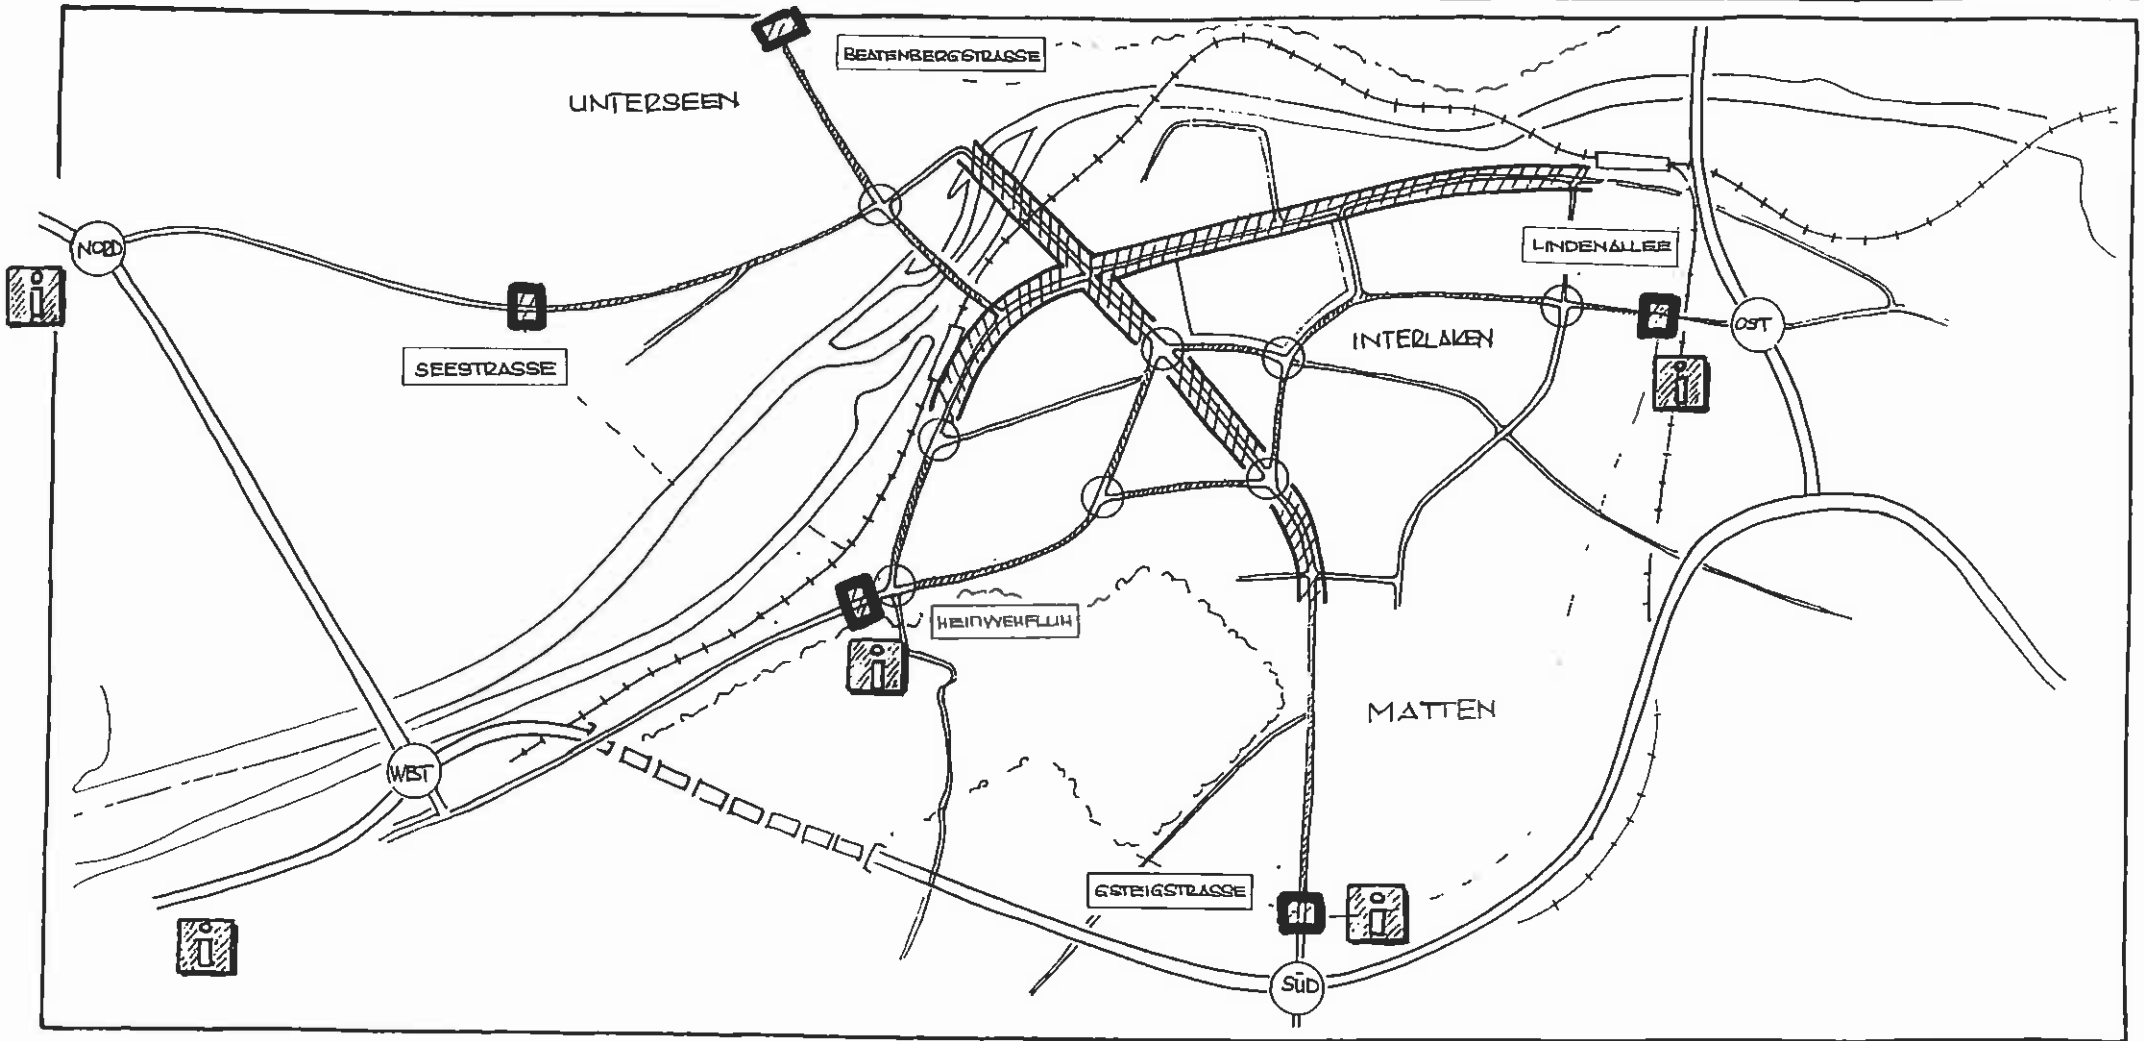 BEATENBERGSTRASSE
UNTERSEEN
NORD
i
LINDENALLEE
SEESTRASSE
INTERLAKEN
OST
i
HEIMWEHFLUH
i
WEST
MATTEN
GSTEIGSTRASSE
i
i
SÜD